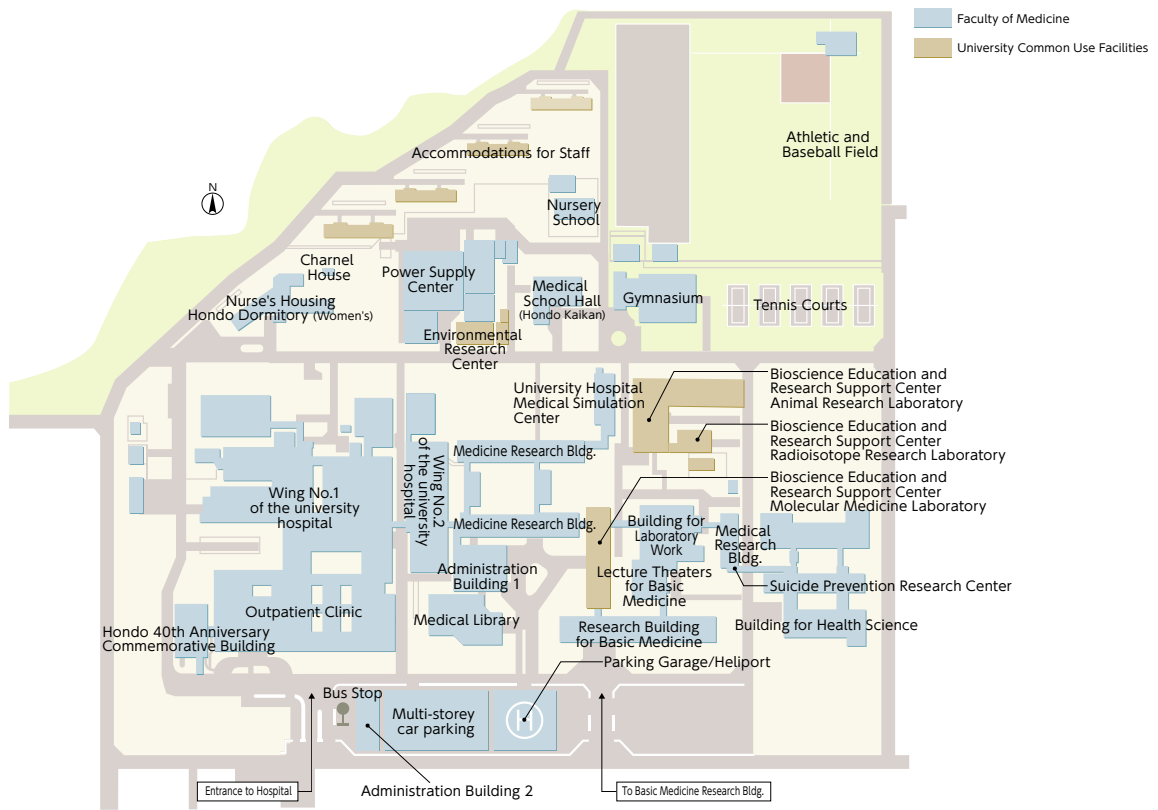 Faculty of Medicine
University Common Use Facilities
Athletic and
Baseball Field
Accommodations for Staff
N
Nursery
School
Charnel
House
Power Supply
Center
Medical
School Hall
(Hondo Kaikan)
Gymnasium
Tennis Courts
Nurse's Housing
Hondo Dormitory (Women's)
Environmental
Research
Center
University Hospital
Medical Simulation
Center
Bioscience Education and
Research Support Center
Animal Research Laboratory
Bioscience Education and
Research Support Center
Radioisotope Research Laboratory
Bioscience Education and
Research Support Center
Molecular Medicine Laboratory
Medicine Research Bldg.
Wing No.2
of the university
hospital
Wing No.1
of the university
hospital
Medicine Research Bldg.
Building for
Laboratory
Work
Medical
Research
Bldg.
Administration
Building 1
Lecture Theaters
for Basic
Medicine
Suicide Prevention Research Center
Outpatient Clinic
Medical Library
Hondo 40th Anniversary
Commemorative Building
Research Building
for Basic Medicine
Building for Health Science
Parking Garage/Heliport
Bus Stop
Multi-storey
car parking
H
Entrance to Hospital
Administration Building 2
To Basic Medicine Research Bldg.